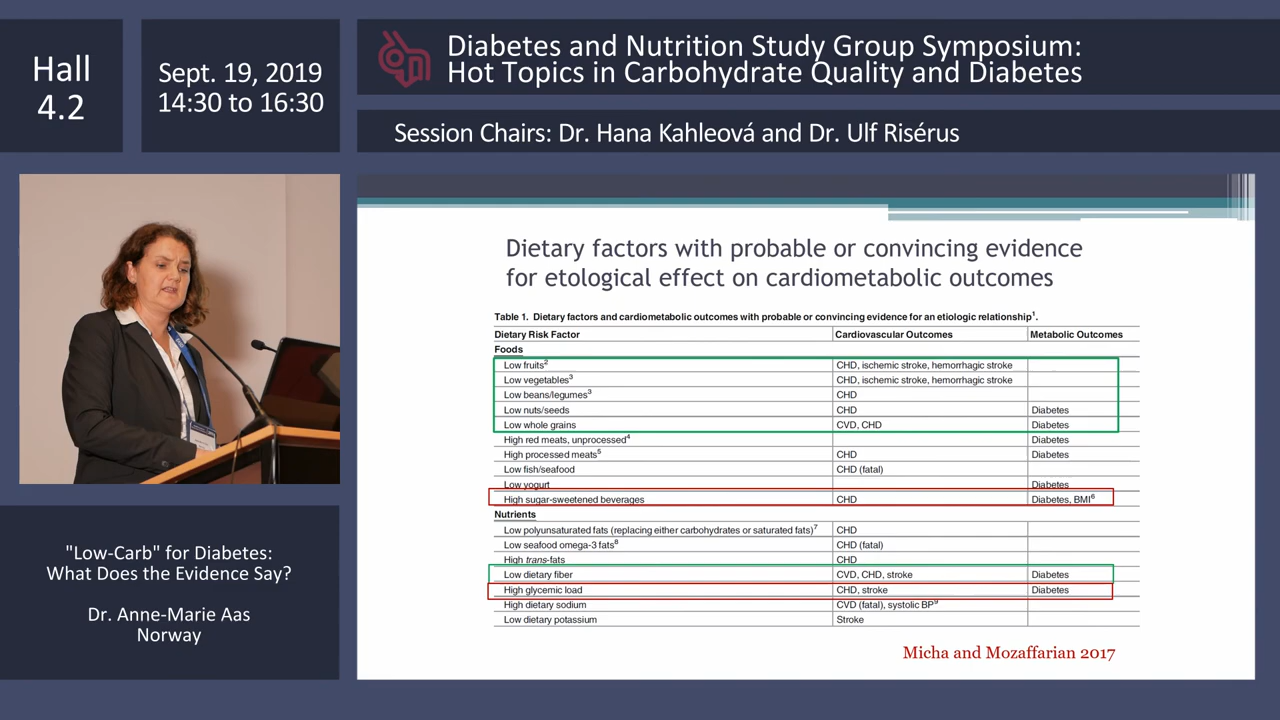 Hall
4.2
Sept. 19, 2019
14:30 to 16:30
Diabetes and Nutrition Study Group Symposium:
Hot Topics in Carbohydrate Quality and Diabetes
Session Chairs: Dr. Hana Kahleová and Dr. Ulf Risérus
"Low-Carb" for Diabetes:
What Does the Evidence Say?
Dr. Anne-Marie Aas
Norway
Dietary factors with probable or convincing evidence
for etological effect on cardiometabolic outcomes
Table 1. Dietary factors and cardiometabolic outcomes with probable or convincing evidence for an etiologic relationship¹.
Dietary Risk Factor Cardiovascular Outcomes Metabolic Outcomes
Foods
Low fruits² CHD, ischemic stroke, hemorrhagic stroke
Low vegetables³ CHD, ischemic stroke, hemorrhagic stroke
Low beans/legumes³ CHD
Low nuts/seeds CHD Diabetes
Low whole grains CVD, CHD Diabetes
High red meats, unprocessed⁴ Diabetes
High processed meats⁵ CHD Diabetes
Low fish/seafood CHD (fatal)
Low yogurt Diabetes
High sugar-sweetened beverages CHD Diabetes, BMI⁶
Nutrients
Low polyunsaturated fats (replacing either carbohydrates or saturated fats)⁷ CHD
Low seafood omega-3 fats⁸ CHD (fatal)
High trans-fats CHD
Low dietary fiber CVD, CHD, stroke Diabetes
High glycemic load CHD, stroke Diabetes
High dietary sodium CVD (fatal), systolic BP⁹
Low dietary potassium Stroke
Micha and Mozaffarian 2017